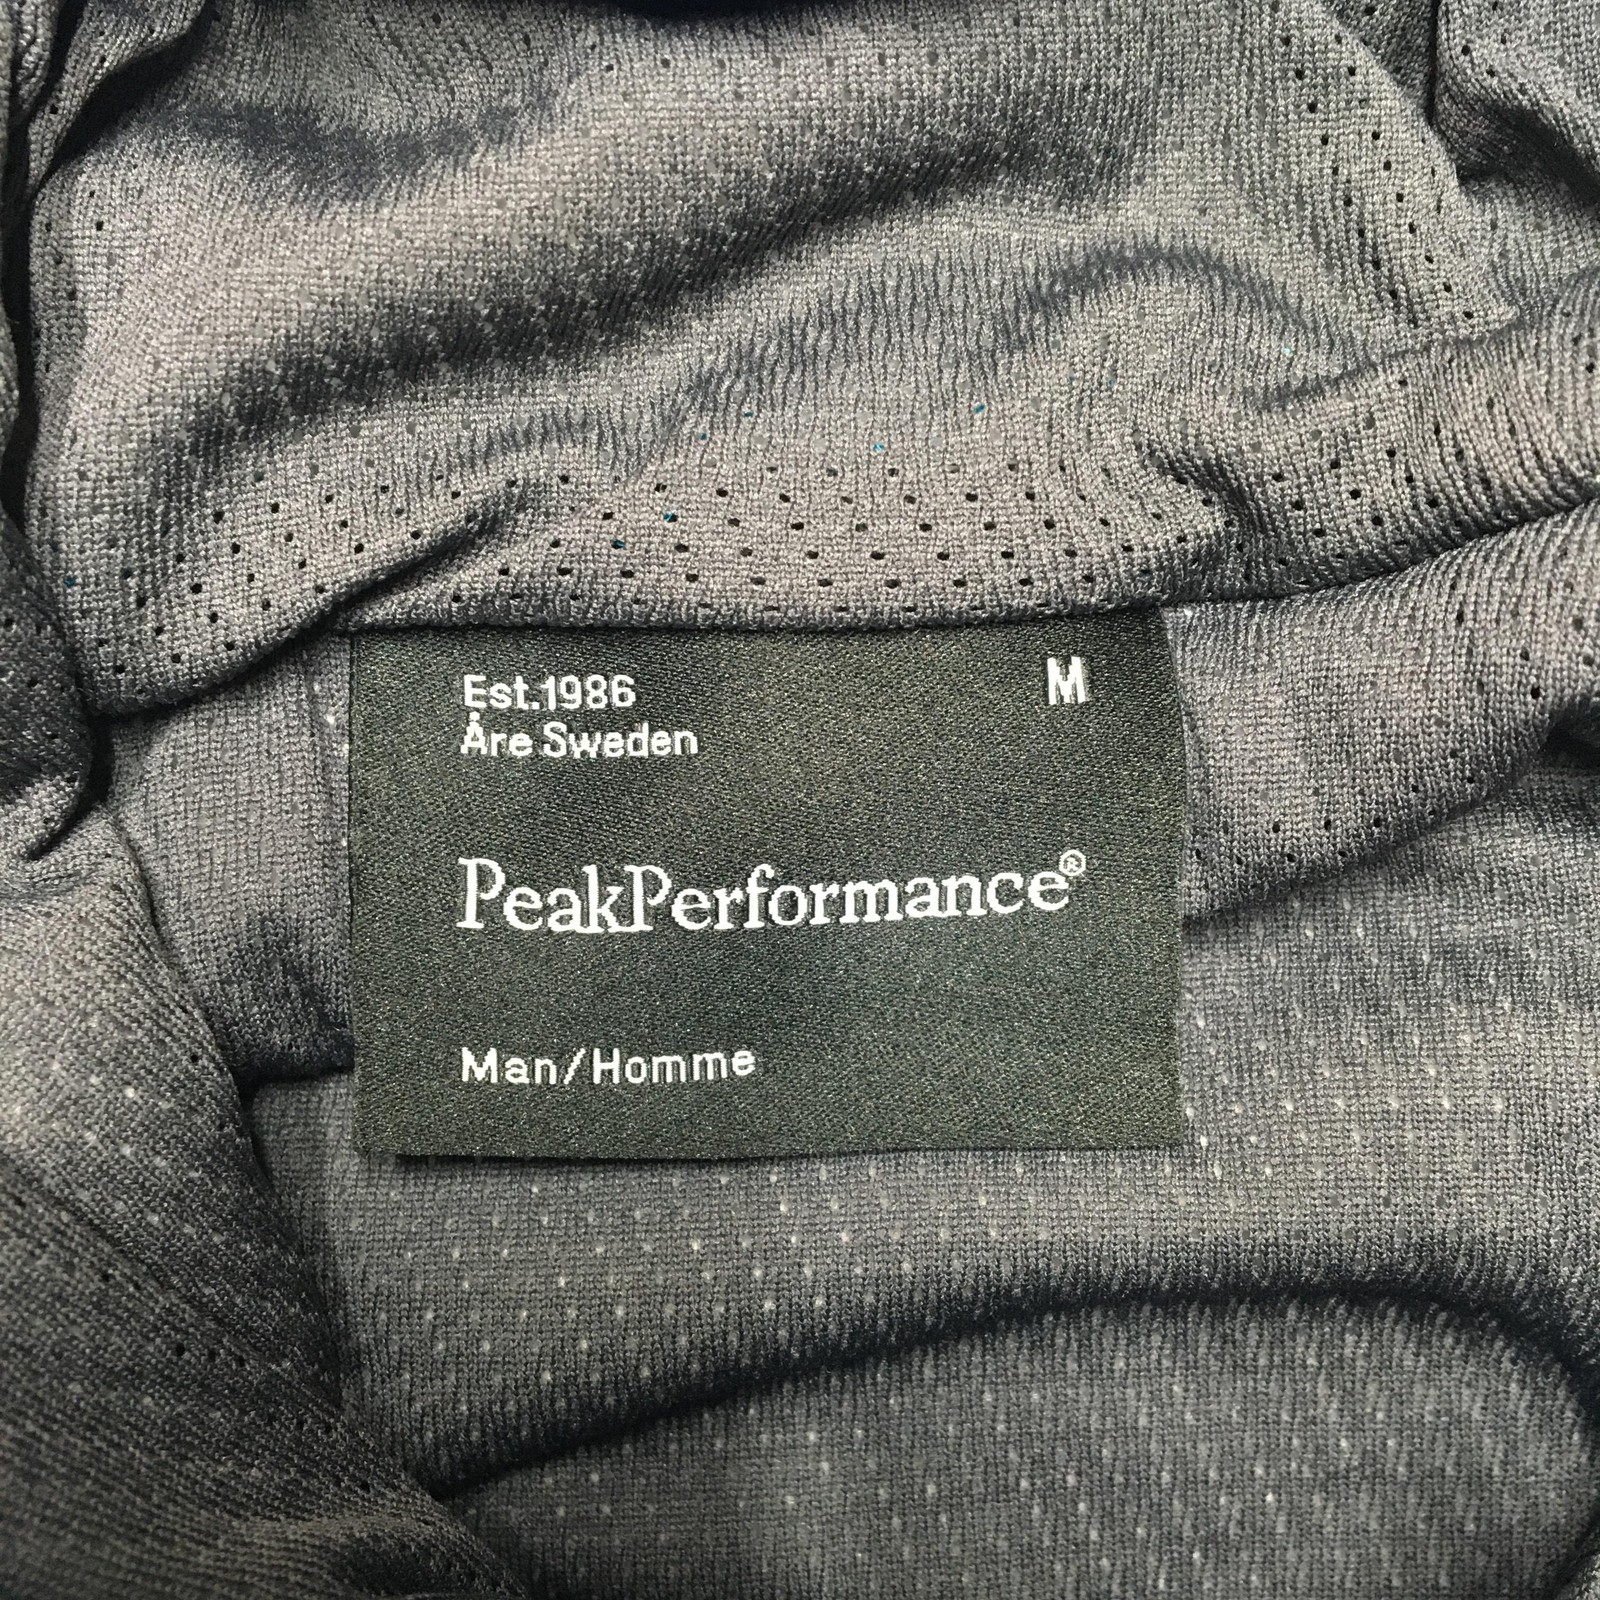 Est.1986
Åre Sweden
M
PeakPerformance®
Man/Homme